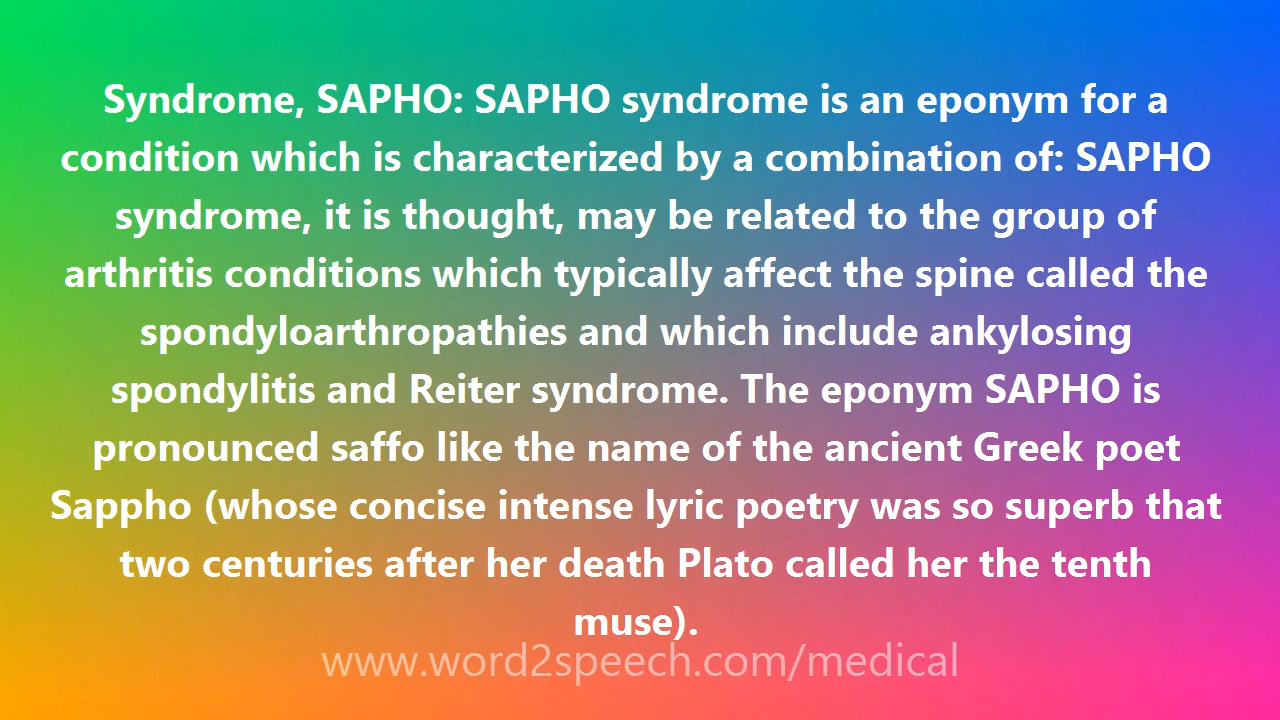 Syndrome, SAPHO: SAPHO syndrome is an eponym for a
condition which is characterized by a combination of: SAPHO
syndrome, it is thought, may be related to the group of
arthritis conditions which typically affect the spine called the
spondyloarthropathies and which include ankylosing
spondylitis and Reiter syndrome. The eponym SAPHO is
pronounced saffo like the name of the ancient Greek poet
Sappho (whose concise intense lyric poetry was so superb that
two centuries after her death Plato called her the tenth
muse).
www.word2speech.com/medical